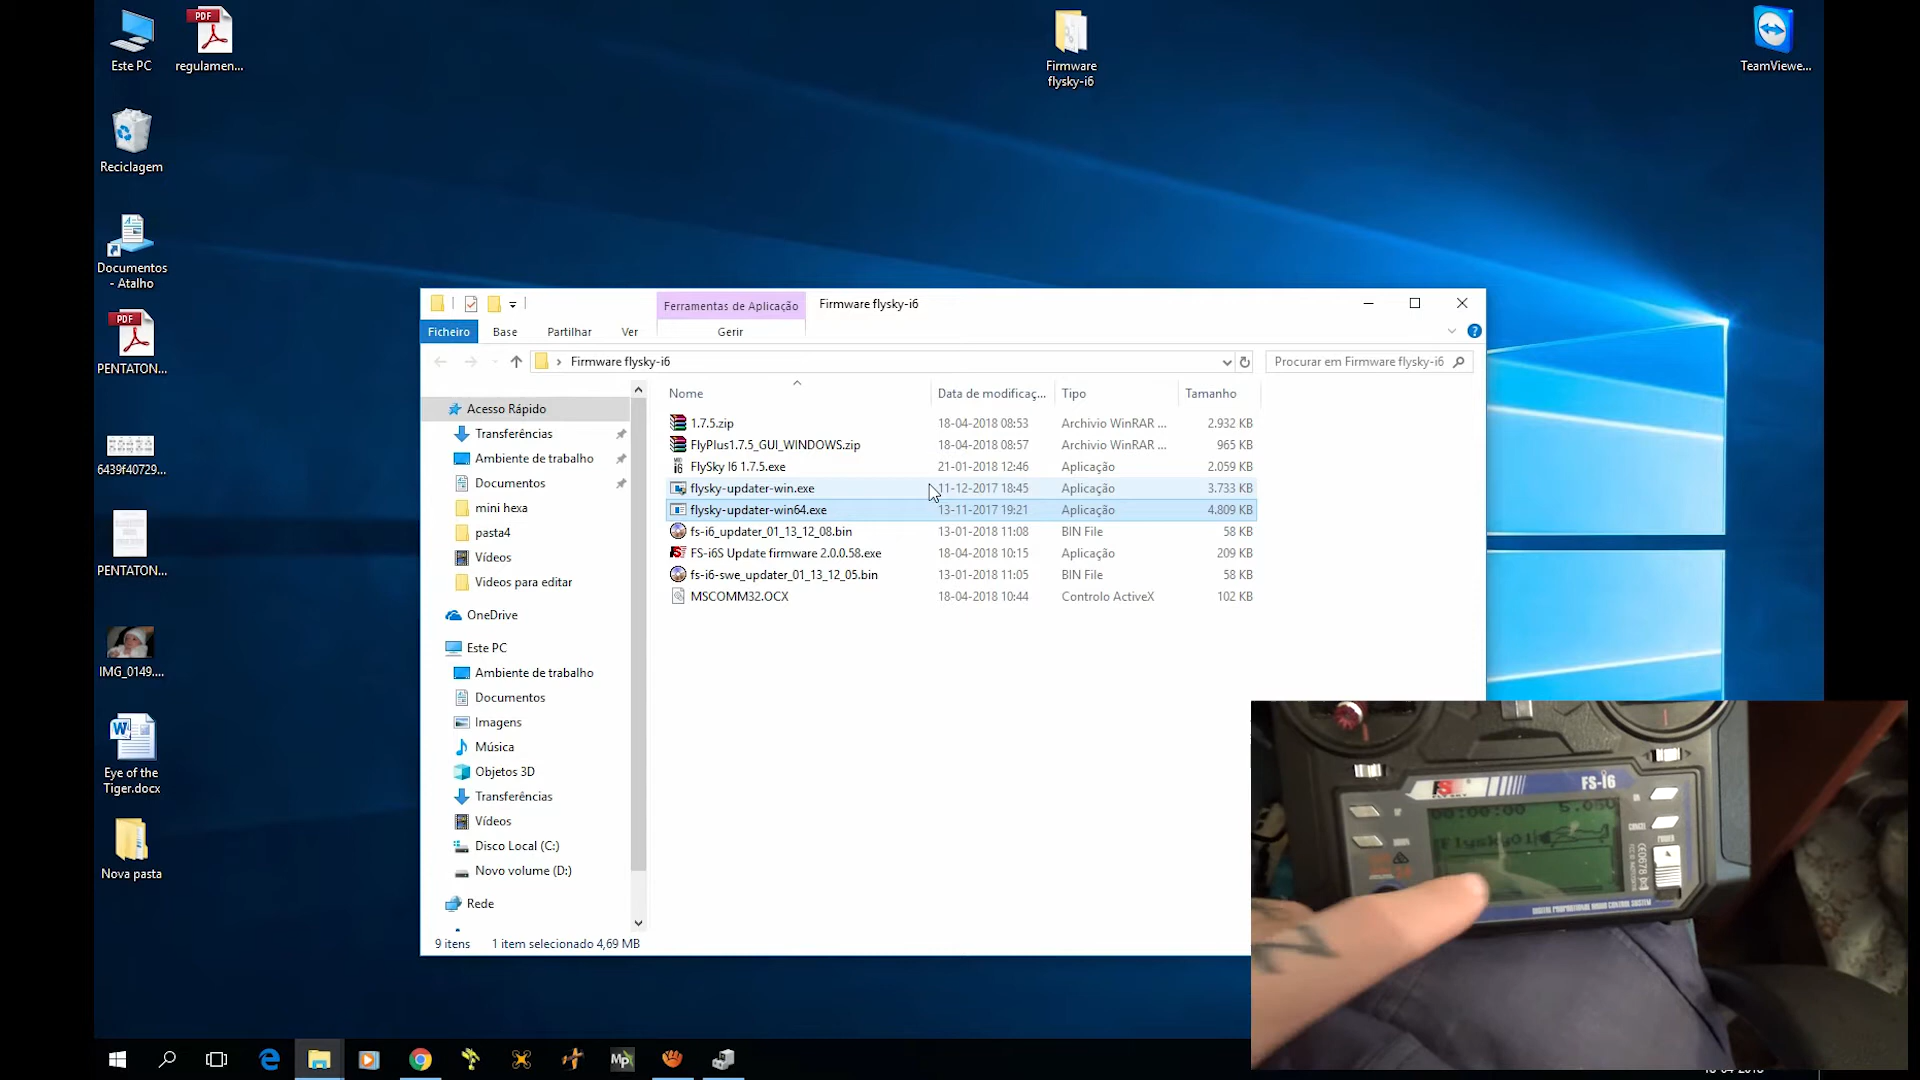 Este PC
regulamen...
Firmware
flysky-i6
TeamViewe...
Reciclagem
Documentos
- Atalho
PENTATON...
6439f40729...
PENTATON...
IMG_0149....
Eye of the
Tiger.docx
Nova pasta
Ferramentas de Aplicação
Firmware flysky-i6
Ficheiro
Base
Partilhar
Ver
Gerir
Firmware flysky-i6
Procurar em Firmware flysky-i6
Nome
Data de modificaç...
Tipo
Tamanho
1.7.5.zip 18-04-2018 08:53 Archivio WinRAR ... 2.932 KB
FlyPlus1.7.5_GUI_WINDOWS.zip 18-04-2018 08:57 Archivio WinRAR ... 965 KB
FlySky I6 1.7.5.exe 21-01-2018 12:46 Aplicação 2.059 KB
flysky-updater-win.exe 11-12-2017 18:45 Aplicação 3.733 KB
flysky-updater-win64.exe 13-11-2017 19:21 Aplicação 4.809 KB
fs-i6_updater_01_13_12_08.bin 13-01-2018 11:08 BIN File 58 KB
FS-i6S Update firmware 2.0.0.58.exe 18-04-2018 10:15 Aplicação 209 KB
fs-i6-swe_updater_01_13_12_05.bin 13-01-2018 11:05 BIN File 58 KB
MSCOMM32.OCX 18-04-2018 10:44 Controlo ActiveX 102 KB
Acesso Rápido
Transferências
Ambiente de trabalho
Documentos
mini hexa
pasta4
Vídeos
Videos para editar
OneDrive
Este PC
Ambiente de trabalho
Documentos
Imagens
Música
Objetos 3D
Transferências
Vídeos
Disco Local (C:)
Novo volume (D:)
Rede
9 itens 1 item selecionado 4,69 MB
FS-i6
Flysky01
DIGITAL PROPORTIONAL RADIO CONTROL SYSTEM
Mp